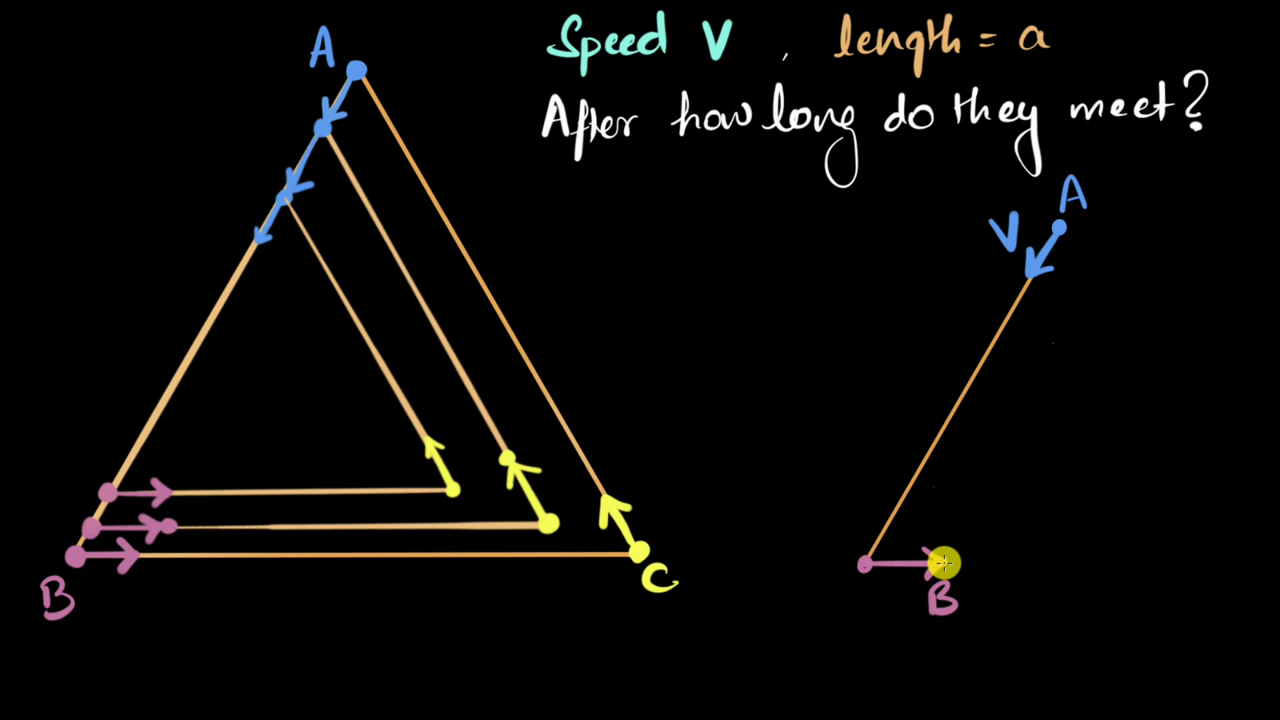 Speed V , length = a
After how long do they meet?
A
A
V
B
C
B